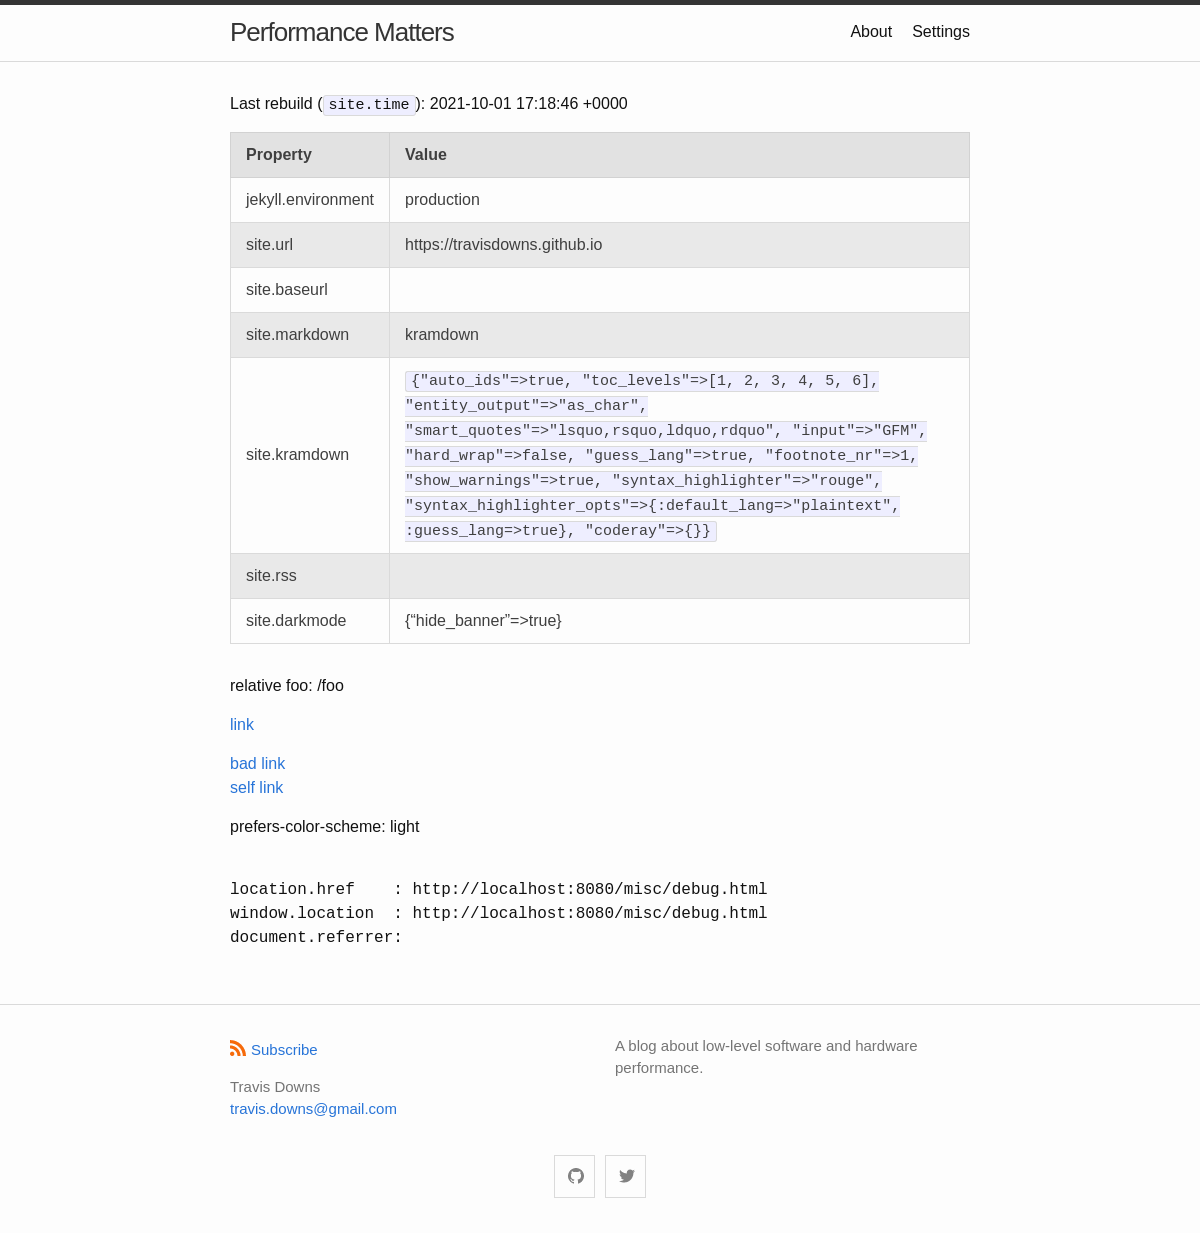 Performance Matters
About
Settings
Last rebuild (site.time): 2021-10-01 17:18:46 +0000
Property Value
jekyll.environment production
site.url https://travisdowns.github.io
site.baseurl
site.markdown kramdown
site.kramdown
{"auto_ids"=>true, "toc_levels"=>[1, 2, 3, 4, 5, 6],
"entity_output"=>"as_char",
"smart_quotes"=>"lsquo,rsquo,ldquo,rdquo", "input"=>"GFM",
"hard_wrap"=>false, "guess_lang"=>true, "footnote_nr"=>1,
"show_warnings"=>true, "syntax_highlighter"=>"rouge",
"syntax_highlighter_opts"=>{:default_lang=>"plaintext",
:guess_lang=>true}, "coderay"=>{}}
site.rss
site.darkmode {“hide_banner”=>true}
relative foo: /foo
link
bad link
self link
prefers-color-scheme: light
location.href    : http://localhost:8080/misc/debug.html
window.location  : http://localhost:8080/misc/debug.html
document.referrer:
Subscribe
Travis Downs
travis.downs@gmail.com
A blog about low-level software and hardware
performance.